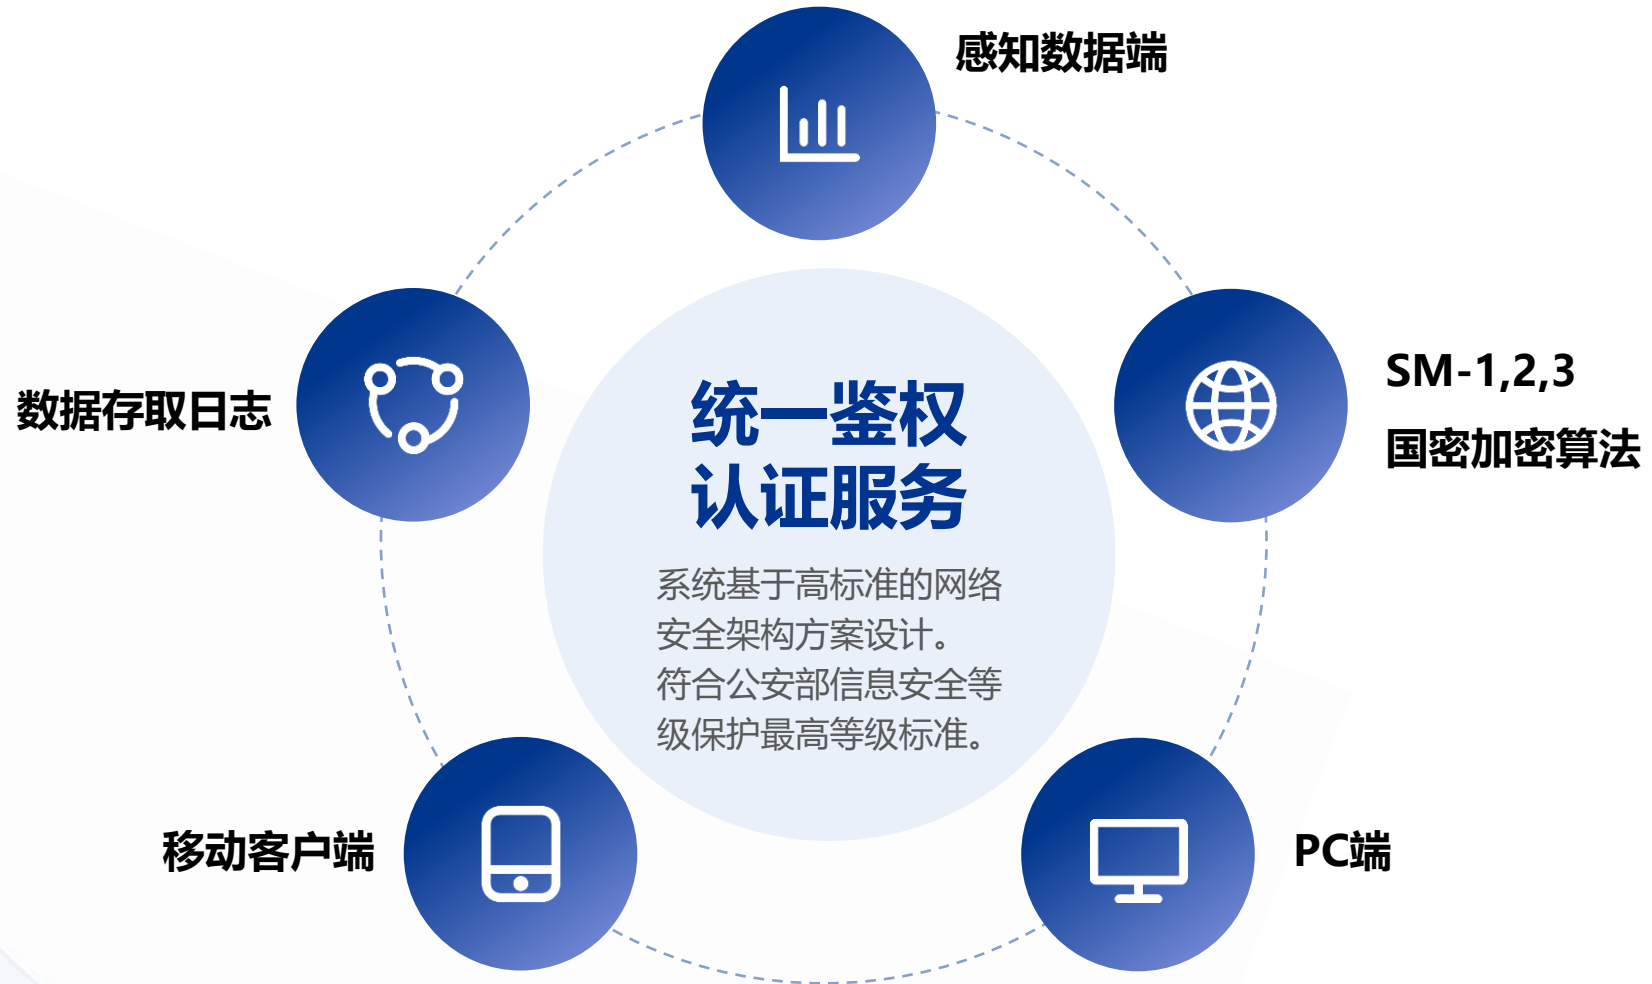 感知数据端
SM-1,2,3
国密加密算法
数据存取日志
统一鉴权
认证服务
系统基于高标准的网络
安全架构方案设计。
符合公安部信息安全等
级保护最高等级标准。
移动客户端
PC端